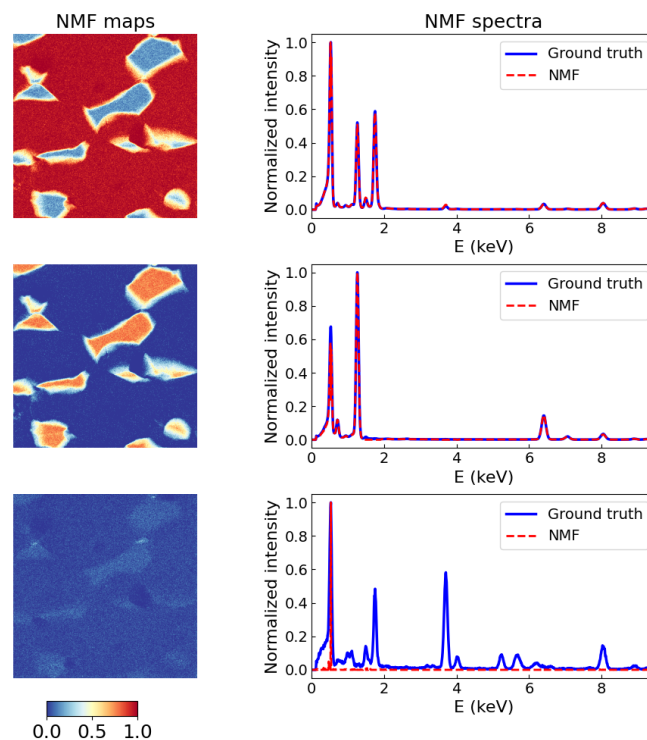 NMF maps
NMF spectra
Normalized intensity
1.0
0.8
0.6
0.4
0.2
0.0
0
2
4
6
8
E (keV)
Ground truth
NMF
Normalized intensity
1.0
0.8
0.6
0.4
0.2
0.0
0
2
4
6
8
E (keV)
Ground truth
NMF
Normalized intensity
1.0
0.8
0.6
0.4
0.2
0.0
0
2
4
6
8
E (keV)
Ground truth
NMF
0.0 0.5 1.0